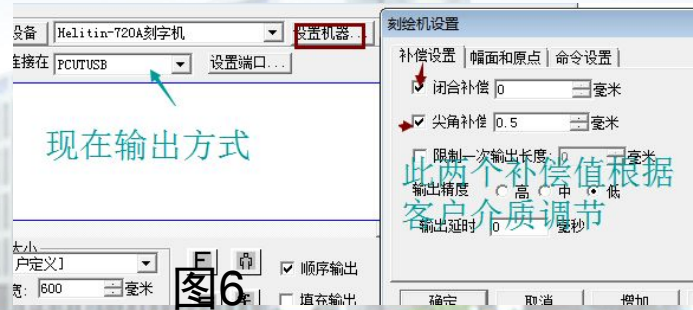 设备 Helitin-720A刻字机 设置机器...
连接在 PCUTUSB 设置端口...
现在输出方式
大小
户定义]
宽: 600 毫米
顺序输出
填充输出
图6
刻绘机设置
补偿设置 幅面和原点 命令设置
闭合补偿 0 毫米
尖角补偿 0.5 毫米
限制一次输出长度: 0 毫米
此两个补偿值根据
输出精度 高 中 低
客户介质调节
输出延时 0 毫秒
确定 取消 增加